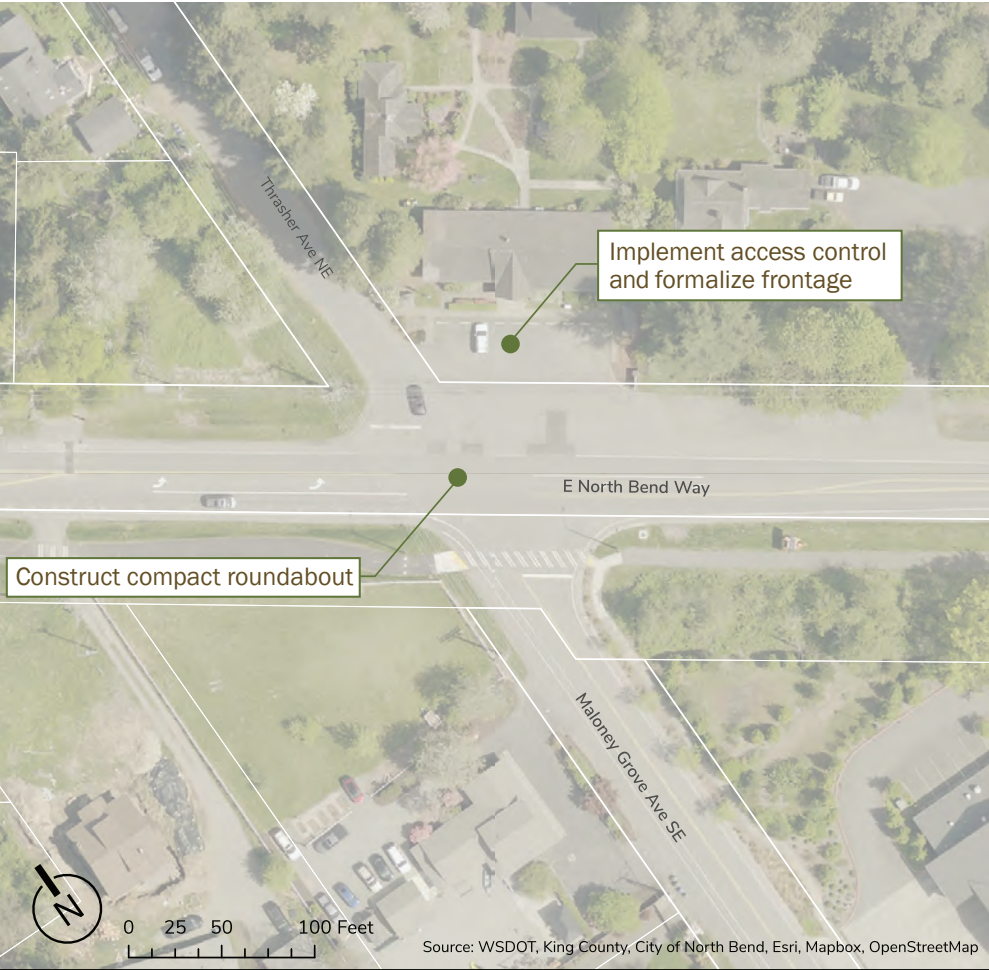 Thrasher Ave NE
Implement access control
and formalize frontage
E North Bend Way
Construct compact roundabout
Maloney Grove Ave SE
N
0 25 50 100 Feet
Source: WSDOT, King County, City of North Bend, Esri, Mapbox, OpenStreetMap